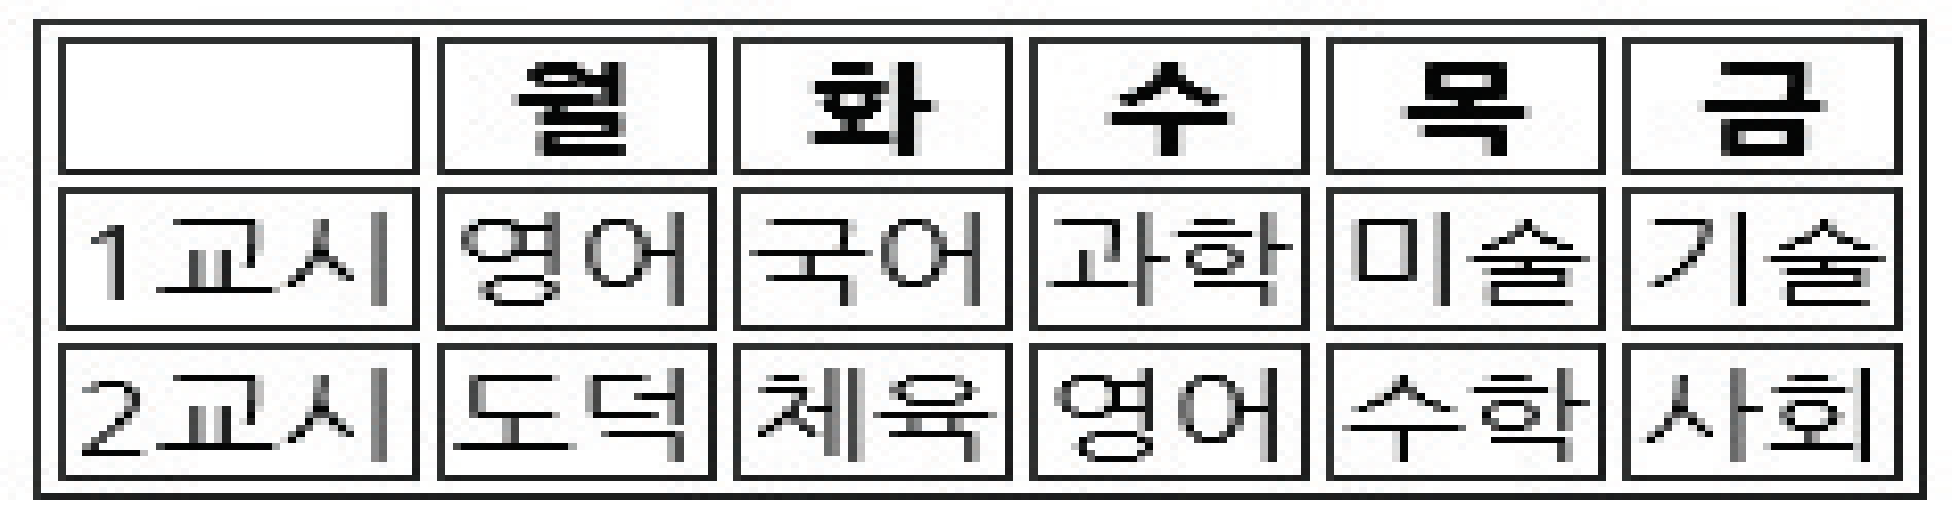 월 화 수 목 금
1교시 영어 국어 과학 미술 기술
2교시 도덕 체육 영어 수학 사회